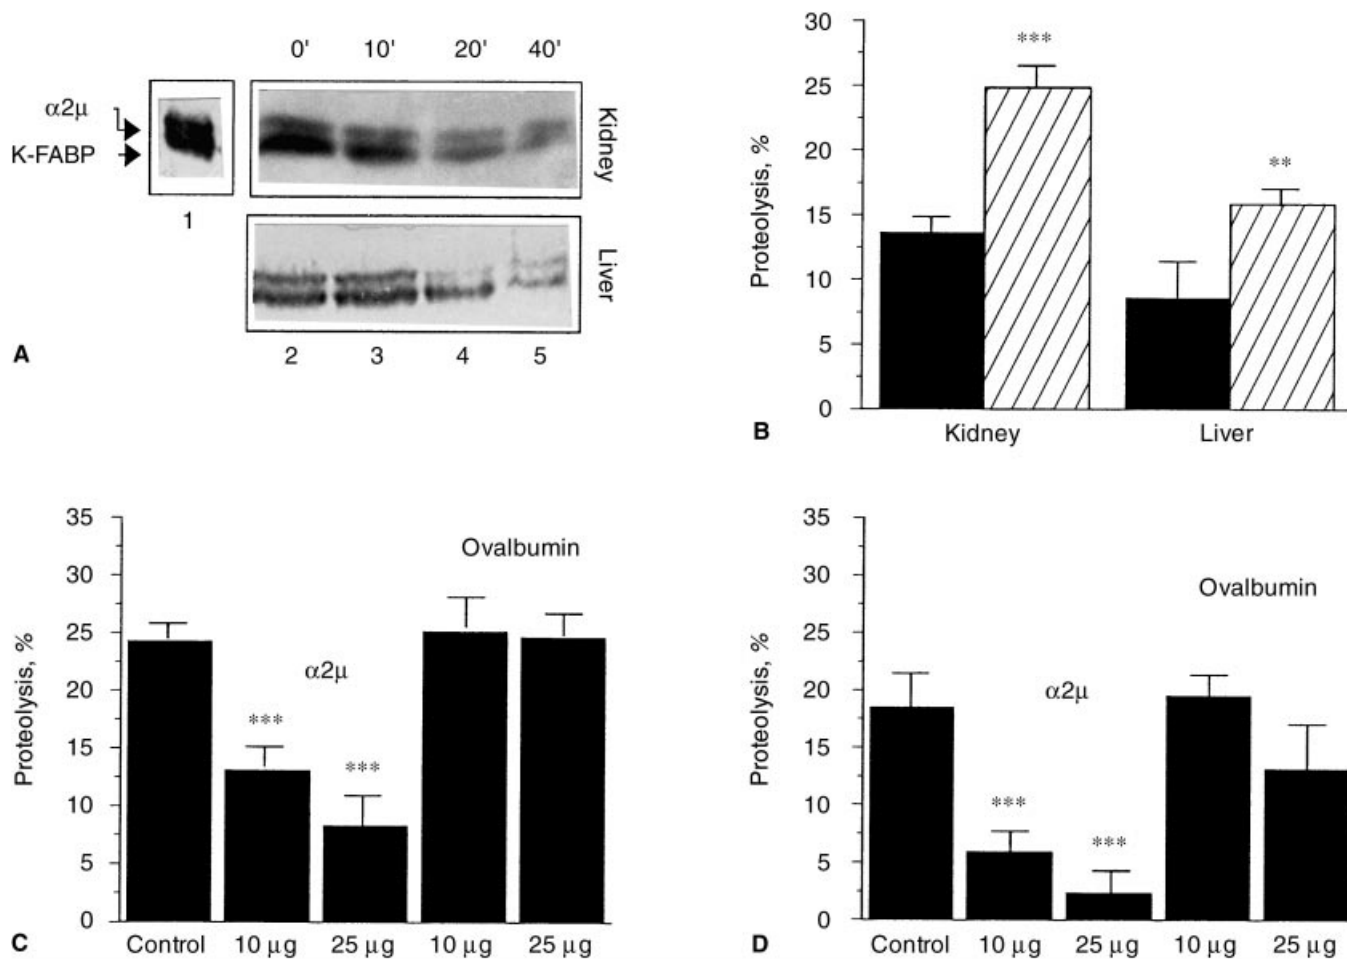 0' 10' 20' 40'
α2μ
K-FABP
Kidney
1
Liver
A
2 3 4 5
30
25
20
15
10
5
0
Proteolysis, %
***
**
B
Kidney Liver
35
30
25
20
15
10
5
0
Proteolysis, %
Ovalbumin
α2μ
***
***
C
Control 10 μg 25 μg 10 μg 25 μg
35
30
25
20
15
10
5
0
Proteolysis, %
Ovalbumin
α2μ
***
***
D
Control 10 μg 25 μg 10 μg 25 μg